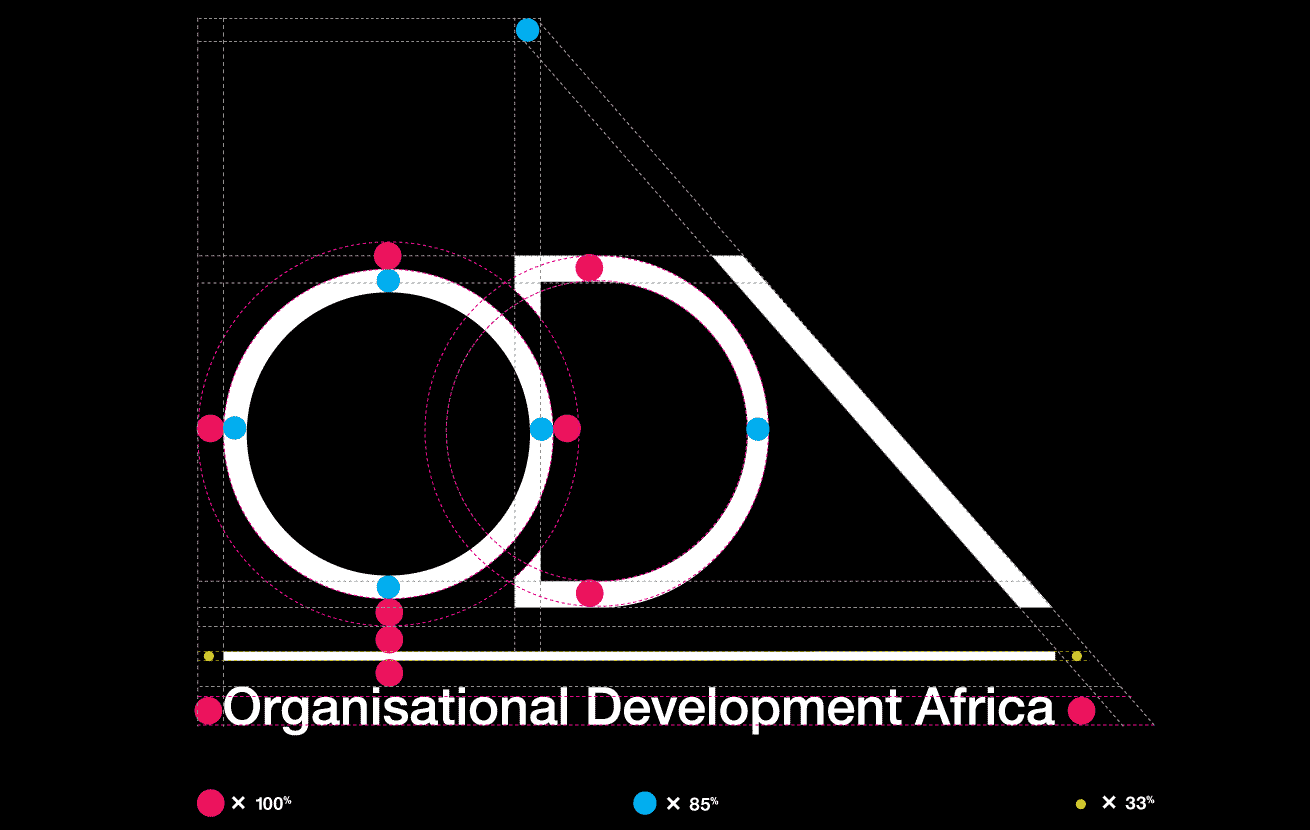 Organisational Development Africa
× 100%
× 85%
× 33%